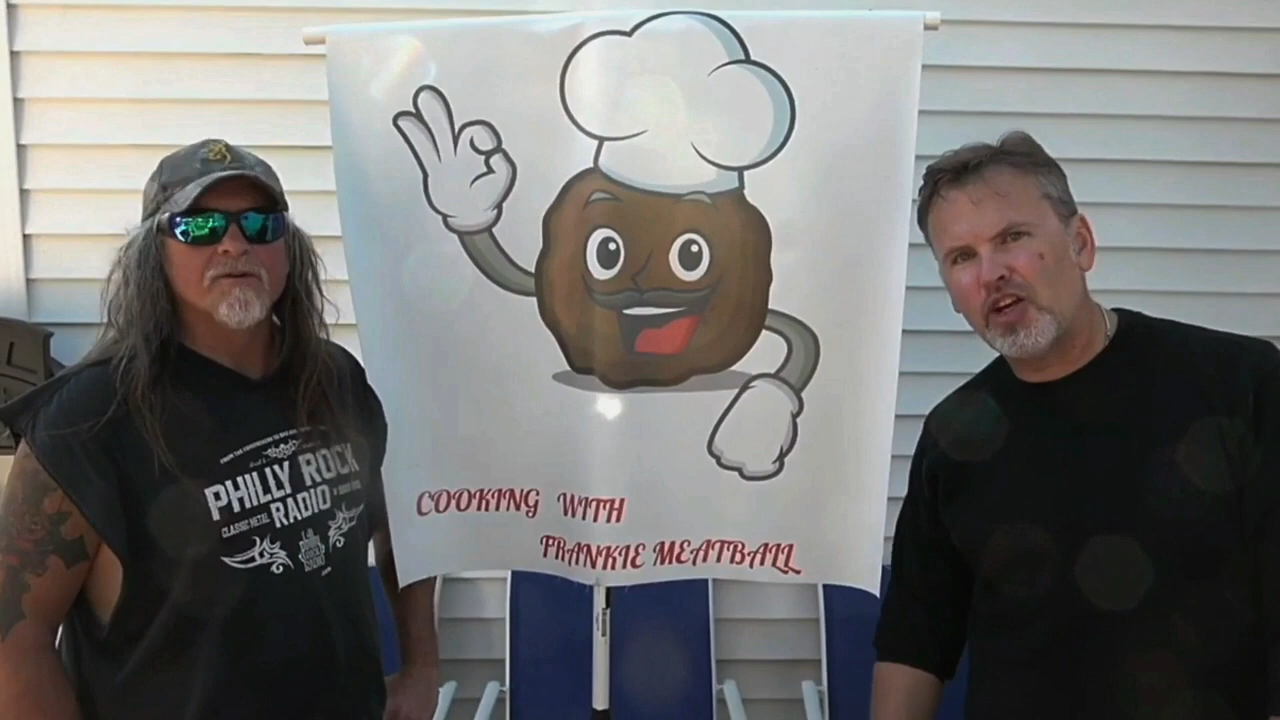 COOKING WITH
FRANKIE MEATBALL
PHILLY ROCK
CLASSIC METAL RADIO